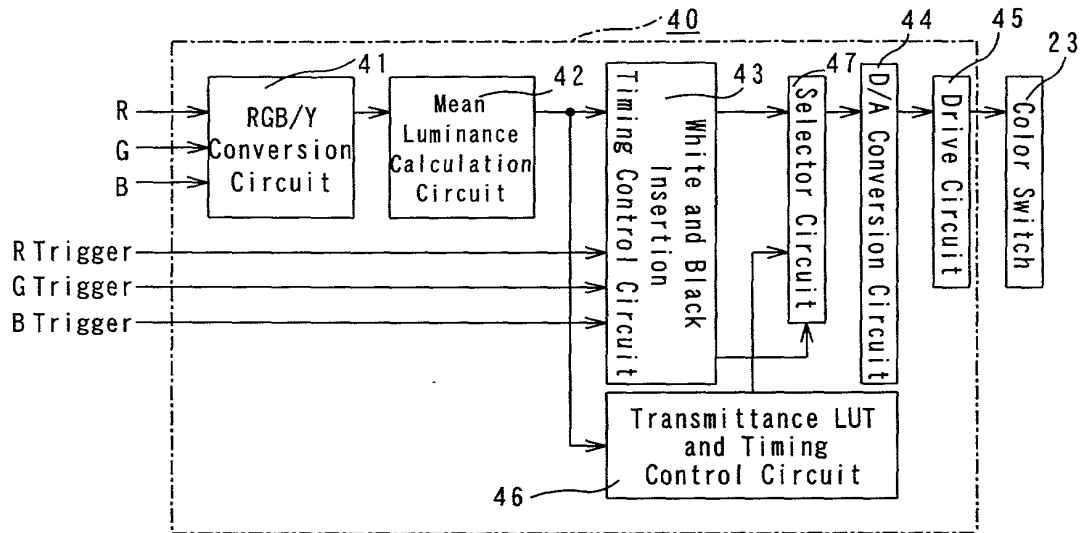 40
41
42
43
47
44
45
23
R
G
B
RGB/Y
Conversion
Circuit
Mean
Luminance
Calculation
Circuit
White and Black
Insertion
Timing Control Circuit
Selector Circuit
D/A Conversion Circuit
Drive Circuit
Color Switch
R Trigger
G Trigger
B Trigger
Transmittance LUT
and Timing
Control Circuit
46